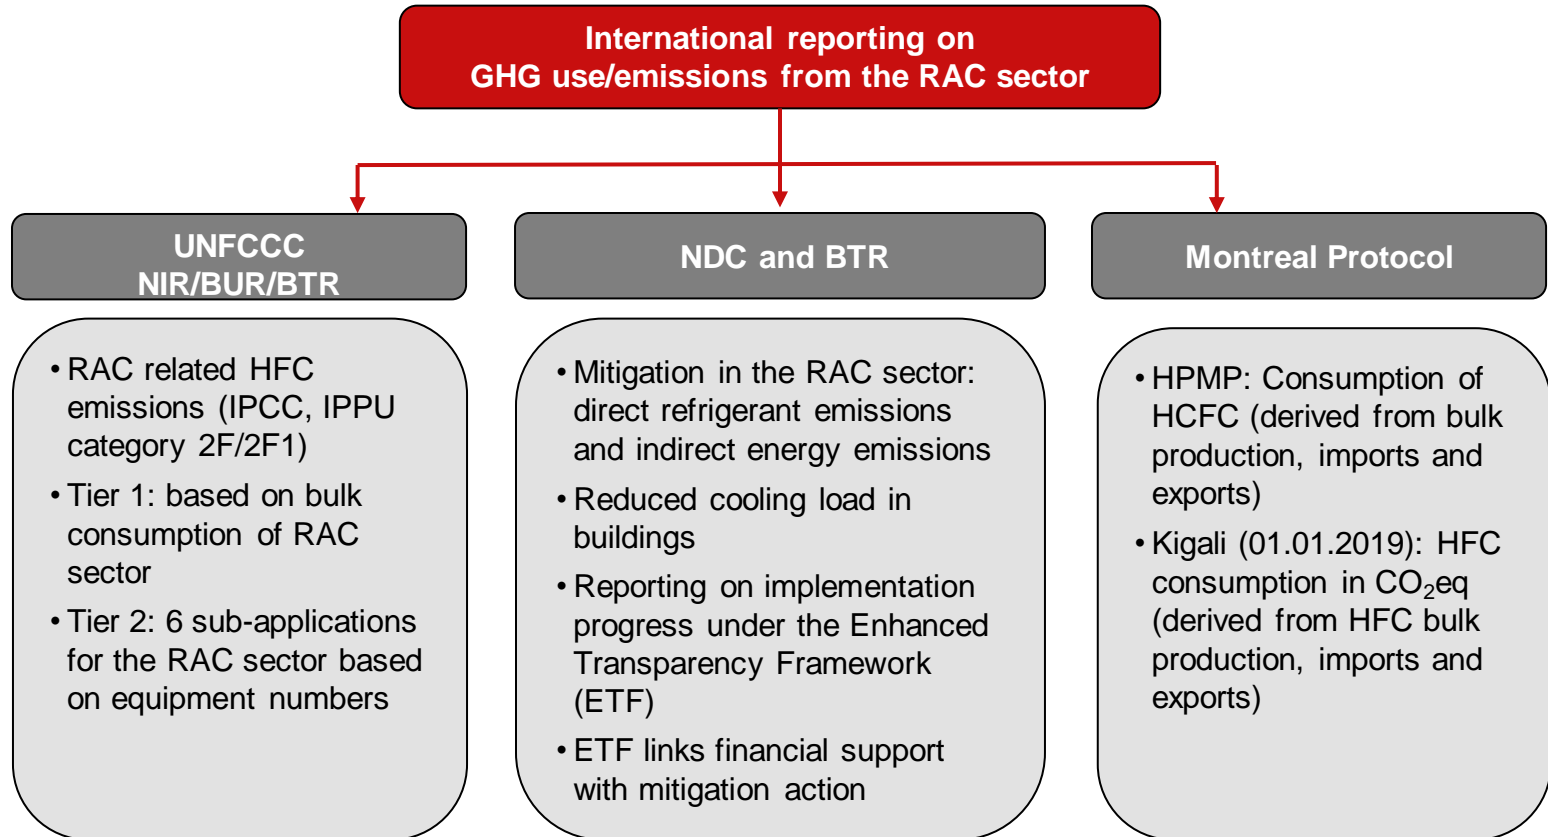 International reporting on
GHG use/emissions from the RAC sector
UNFCCC
NIR/BUR/BTR
• RAC related HFC
emissions (IPCC, IPPU
category 2F/2F1)
• Tier 1: based on bulk
consumption of RAC
sector
• Tier 2: 6 sub-applications
for the RAC sector based
on equipment numbers
NDC and BTR
• Mitigation in the RAC sector:
direct refrigerant emissions
and indirect energy emissions
• Reduced cooling load in
buildings
• Reporting on implementation
progress under the Enhanced
Transparency Framework
(ETF)
• ETF links financial support
with mitigation action
Montreal Protocol
• HPMP: Consumption of
HCFC (derived from bulk
production, imports and
exports)
• Kigali (01.01.2019): HFC
consumption in CO₂eq
(derived from HFC bulk
production, imports and
exports)